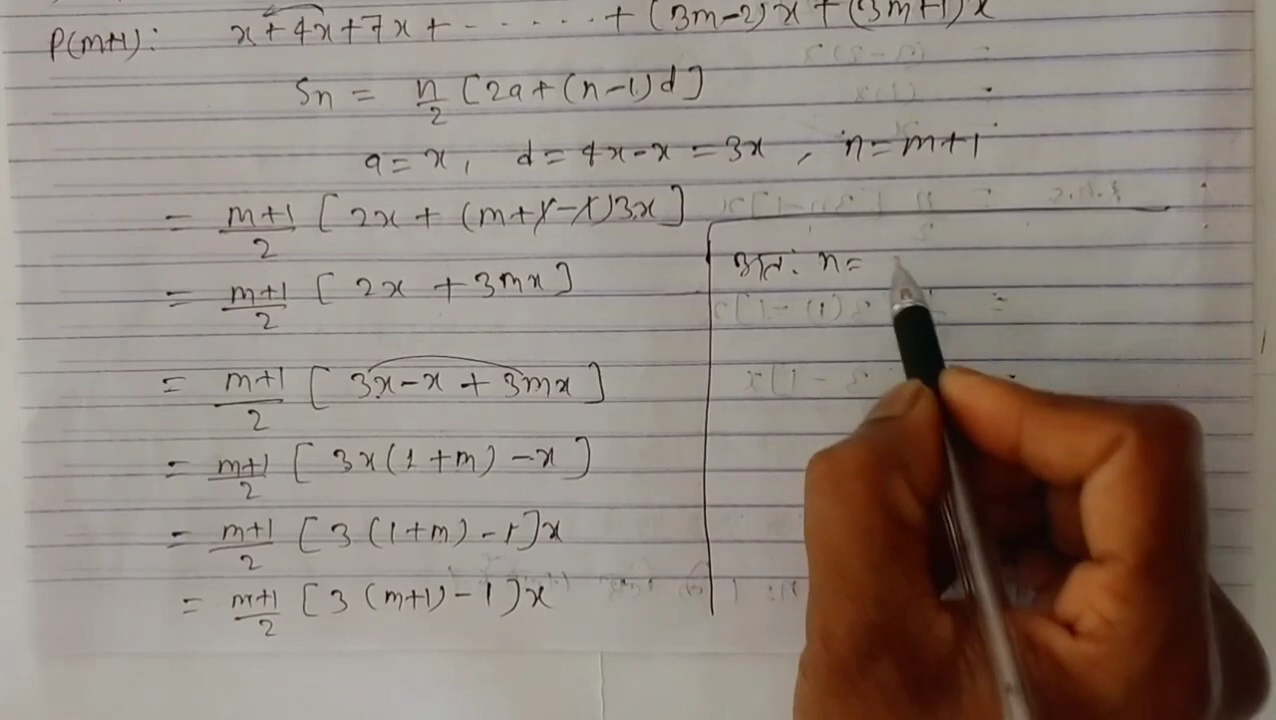 P(m+1): x+4x+7x+ - . . . . . + (3m-2)x + (3m+1)x
Sn = n/2 [2a+(n-1)d]
a = x, d = 4x-x = 3x, n = m+1
= m+1/2 [2x + (m+1-1)3x]
= m+1/2 [2x + 3mx]
= m+1/2 [3x-x + 3mx]
= m+1/2 [3x(1+m) -x]
= m+1/2 [3(1+m) -1]x
= m+1/2 [3(m+1) -1]x
अत: n =